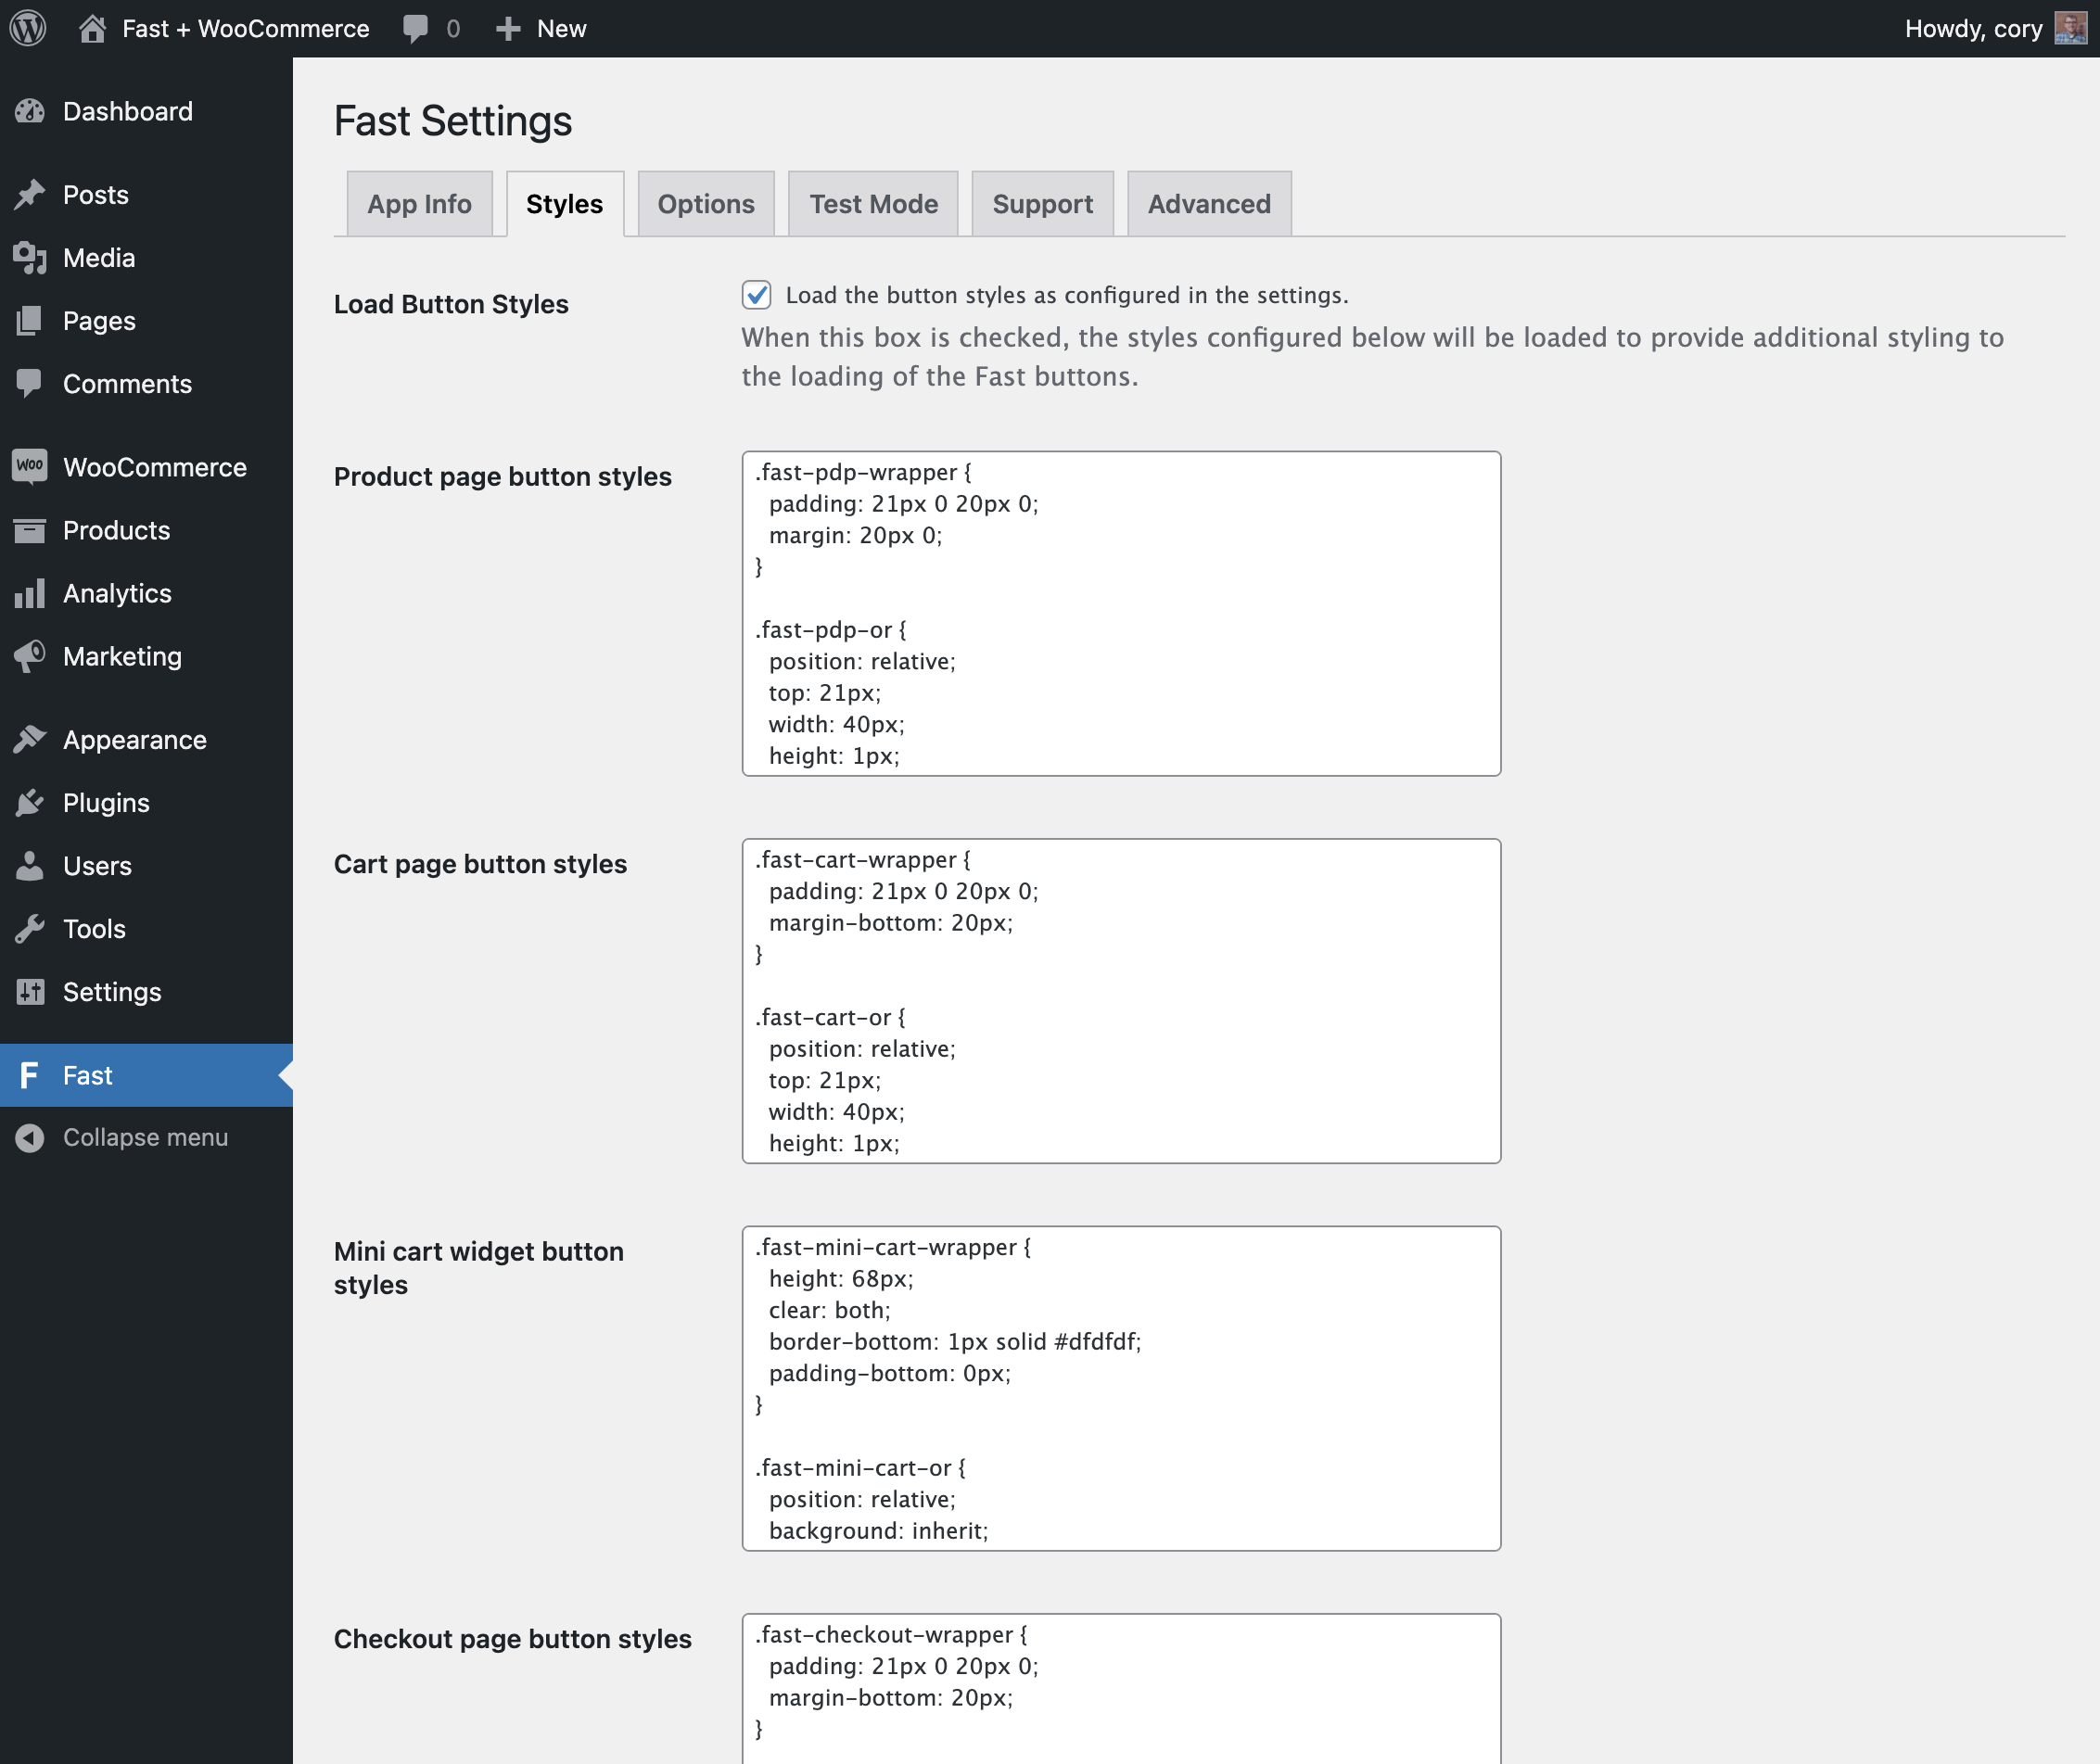 Fast + WooCommerce 0 New Howdy, cory
Dashboard
Posts
Media
Pages
Comments
Woo WooCommerce
Products
Analytics
Marketing
Appearance
Plugins
Users
Tools
Settings
F Fast
Collapse menu
Fast Settings
App Info Styles Options Test Mode Support Advanced
Load Button Styles
Load the button styles as configured in the settings.
When this box is checked, the styles configured below will be loaded to provide additional styling to
the loading of the Fast buttons.
Product page button styles
.fast-pdp-wrapper {
  padding: 21px 0 20px 0;
  margin: 20px 0;
}
.fast-pdp-or {
  position: relative;
  top: 21px;
  width: 40px;
  height: 1px;
Cart page button styles
.fast-cart-wrapper {
  padding: 21px 0 20px 0;
  margin-bottom: 20px;
}
.fast-cart-or {
  position: relative;
  top: 21px;
  width: 40px;
  height: 1px;
Mini cart widget button
styles
.fast-mini-cart-wrapper {
  height: 68px;
  clear: both;
  border-bottom: 1px solid #dfdfdf;
  padding-bottom: 0px;
}
.fast-mini-cart-or {
  position: relative;
  background: inherit;
Checkout page button styles
.fast-checkout-wrapper {
  padding: 21px 0 20px 0;
  margin-bottom: 20px;
}